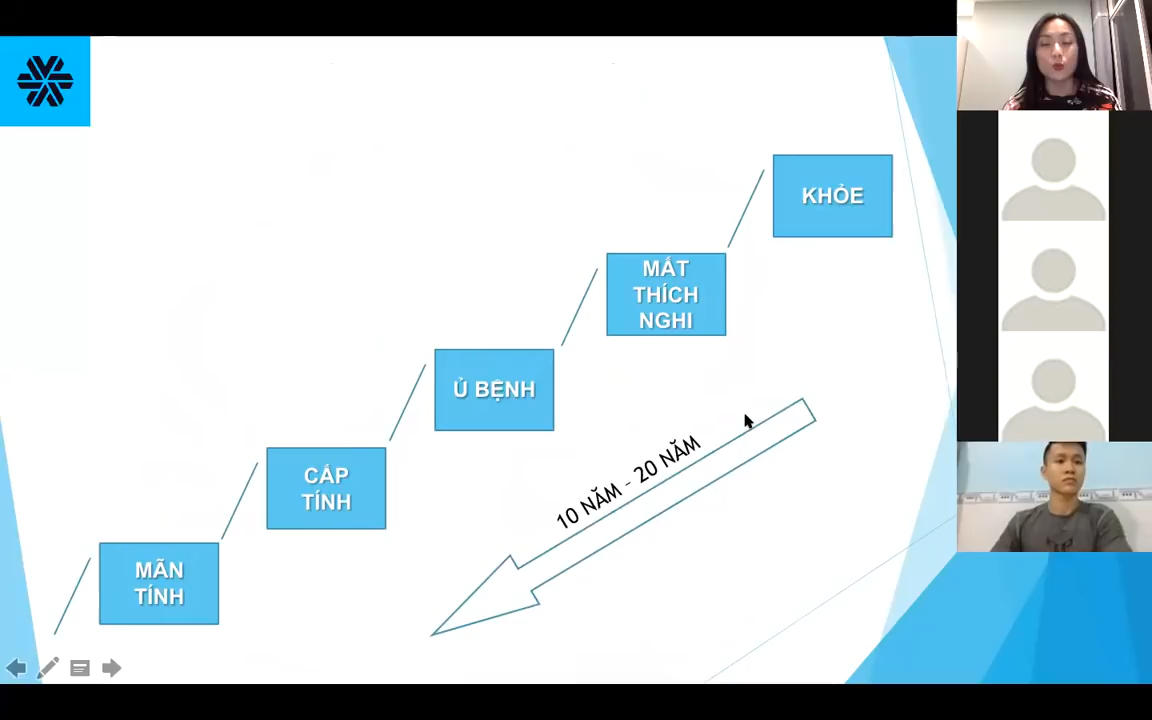 KHỎE
MẤT
THÍCH
NGHI
Ủ BỆNH
10 NĂM - 20 NĂM
CẤP
TÍNH
MÃN
TÍNH